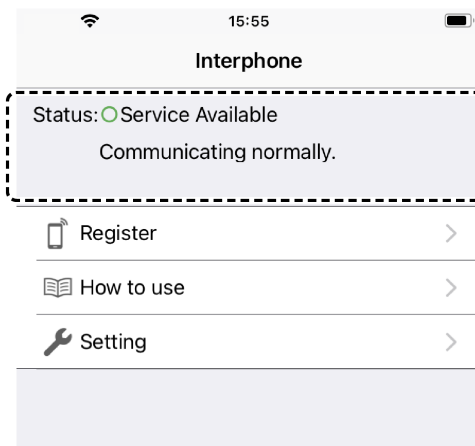 15:55
Interphone
Status: Service Available
Communicating normally.
Register
How to use
Setting